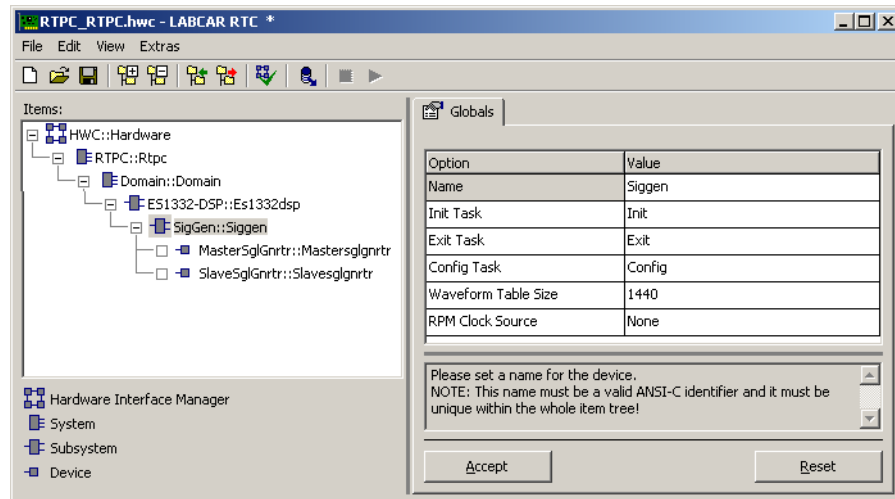 RTPC_RTPC.hwc - LABCAR RTC *
File Edit View Extras
Items:
HWC::Hardware
RTPC::Rtpc
Domain::Domain
ES1332-DSP::Es1332dsp
SigGen::Siggen
MasterSglGnrtr::Mastersglgnrtr
SlaveSglGnrtr::Slavesglgnrtr
Hardware Interface Manager
System
Subsystem
Device
Globals
Option Value
Name Siggen
Init Task Init
Exit Task Exit
Config Task Config
Waveform Table Size 1440
RPM Clock Source None
Please set a name for the device.
NOTE: This name must be a valid ANSI-C identifier and it must be
unique within the whole item tree!
Accept Reset